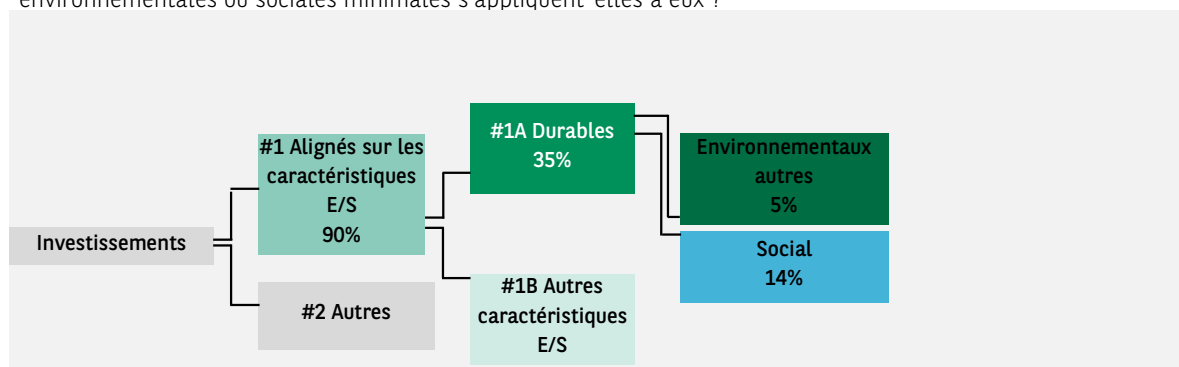 environnementales ou sociales minimales s'appliquent-elles à eux ?
#1A Durables
35%
#1 Alignés sur les
caractéristiques
E/S
90%
Environnementaux
autres
5%
Investissements
Social
14%
#2 Autres
#1B Autres
caractéristiques
E/S